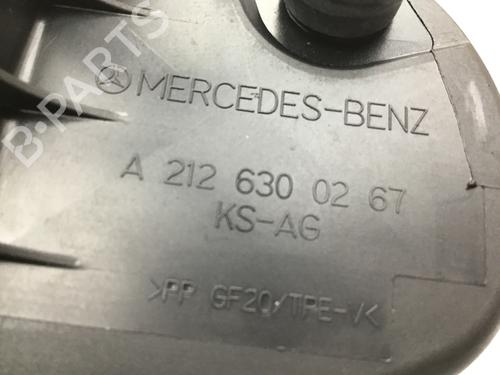 MERCEDES-BENZ
A 212 630 02 67
KS-AG
>PP GF20/TPE-V<
B-PARTS